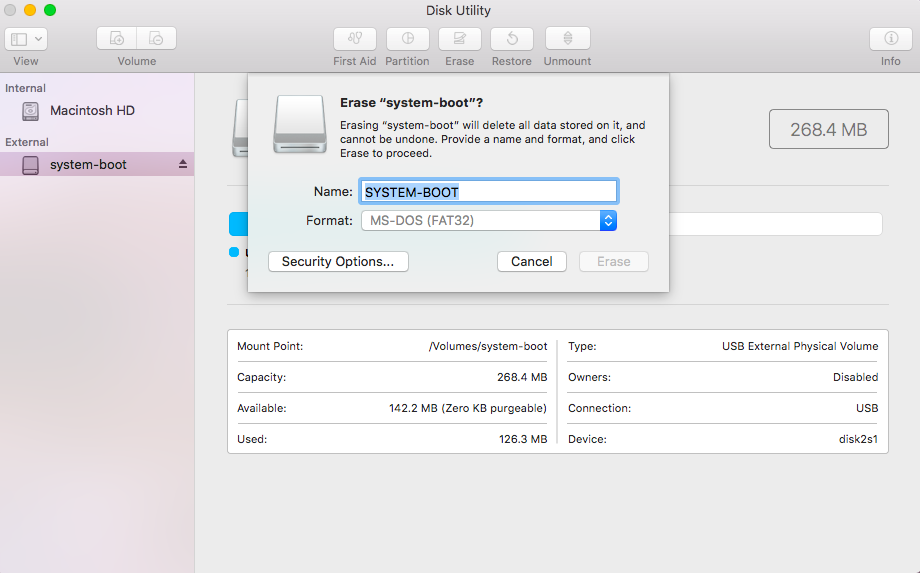 Disk Utility
View
Volume
First Aid
Partition
Erase
Restore
Unmount
Info
Internal
Macintosh HD
External
system-boot
Erase “system-boot”?
Erasing “system-boot” will delete all data stored on it, and
cannot be undone. Provide a name and format, and click
Erase to proceed.
Name: SYSTEM-BOOT
Format: MS-DOS (FAT32)
Security Options...
Cancel
Erase
268.4 MB
Mount Point: /Volumes/system-boot
Capacity: 268.4 MB
Available: 142.2 MB (Zero KB purgeable)
Used: 126.3 MB
Type: USB External Physical Volume
Owners: Disabled
Connection: USB
Device: disk2s1